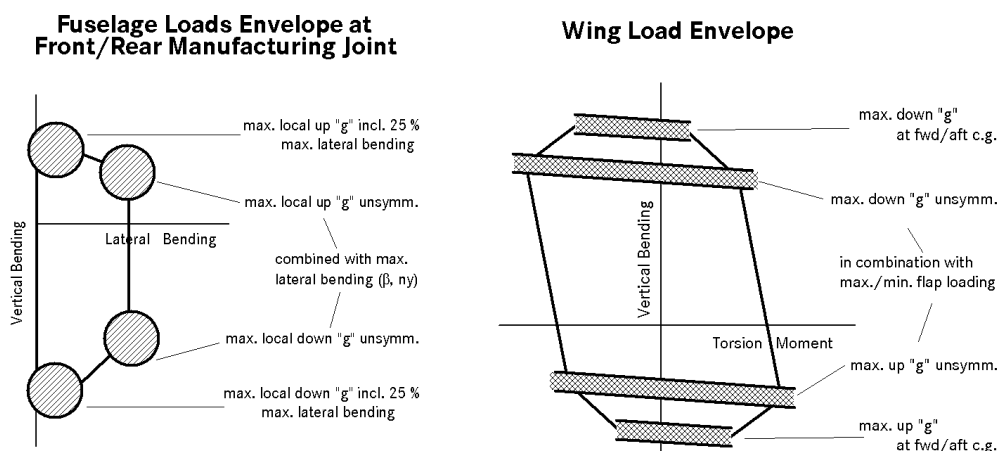 Fuselage Loads Envelope at
Front/Rear Manufacturing Joint
max. local up "g" incl. 25 %
max. lateral bending
max. local up "g" unsymm.
Lateral Bending
Vertical Bending
combined with max.
lateral bending (β, ny)
max. local down "g" unsymm.
max. local down "g" incl. 25 %
max. lateral bending
Wing Load Envelope
max. down "g"
at fwd/aft c.g.
max. down "g" unsymm.
Vertical Bending
in combination with
max./min. flap loading
Torsion Moment
max. up "g" unsymm.
max. up "g"
at fwd/aft c.g.